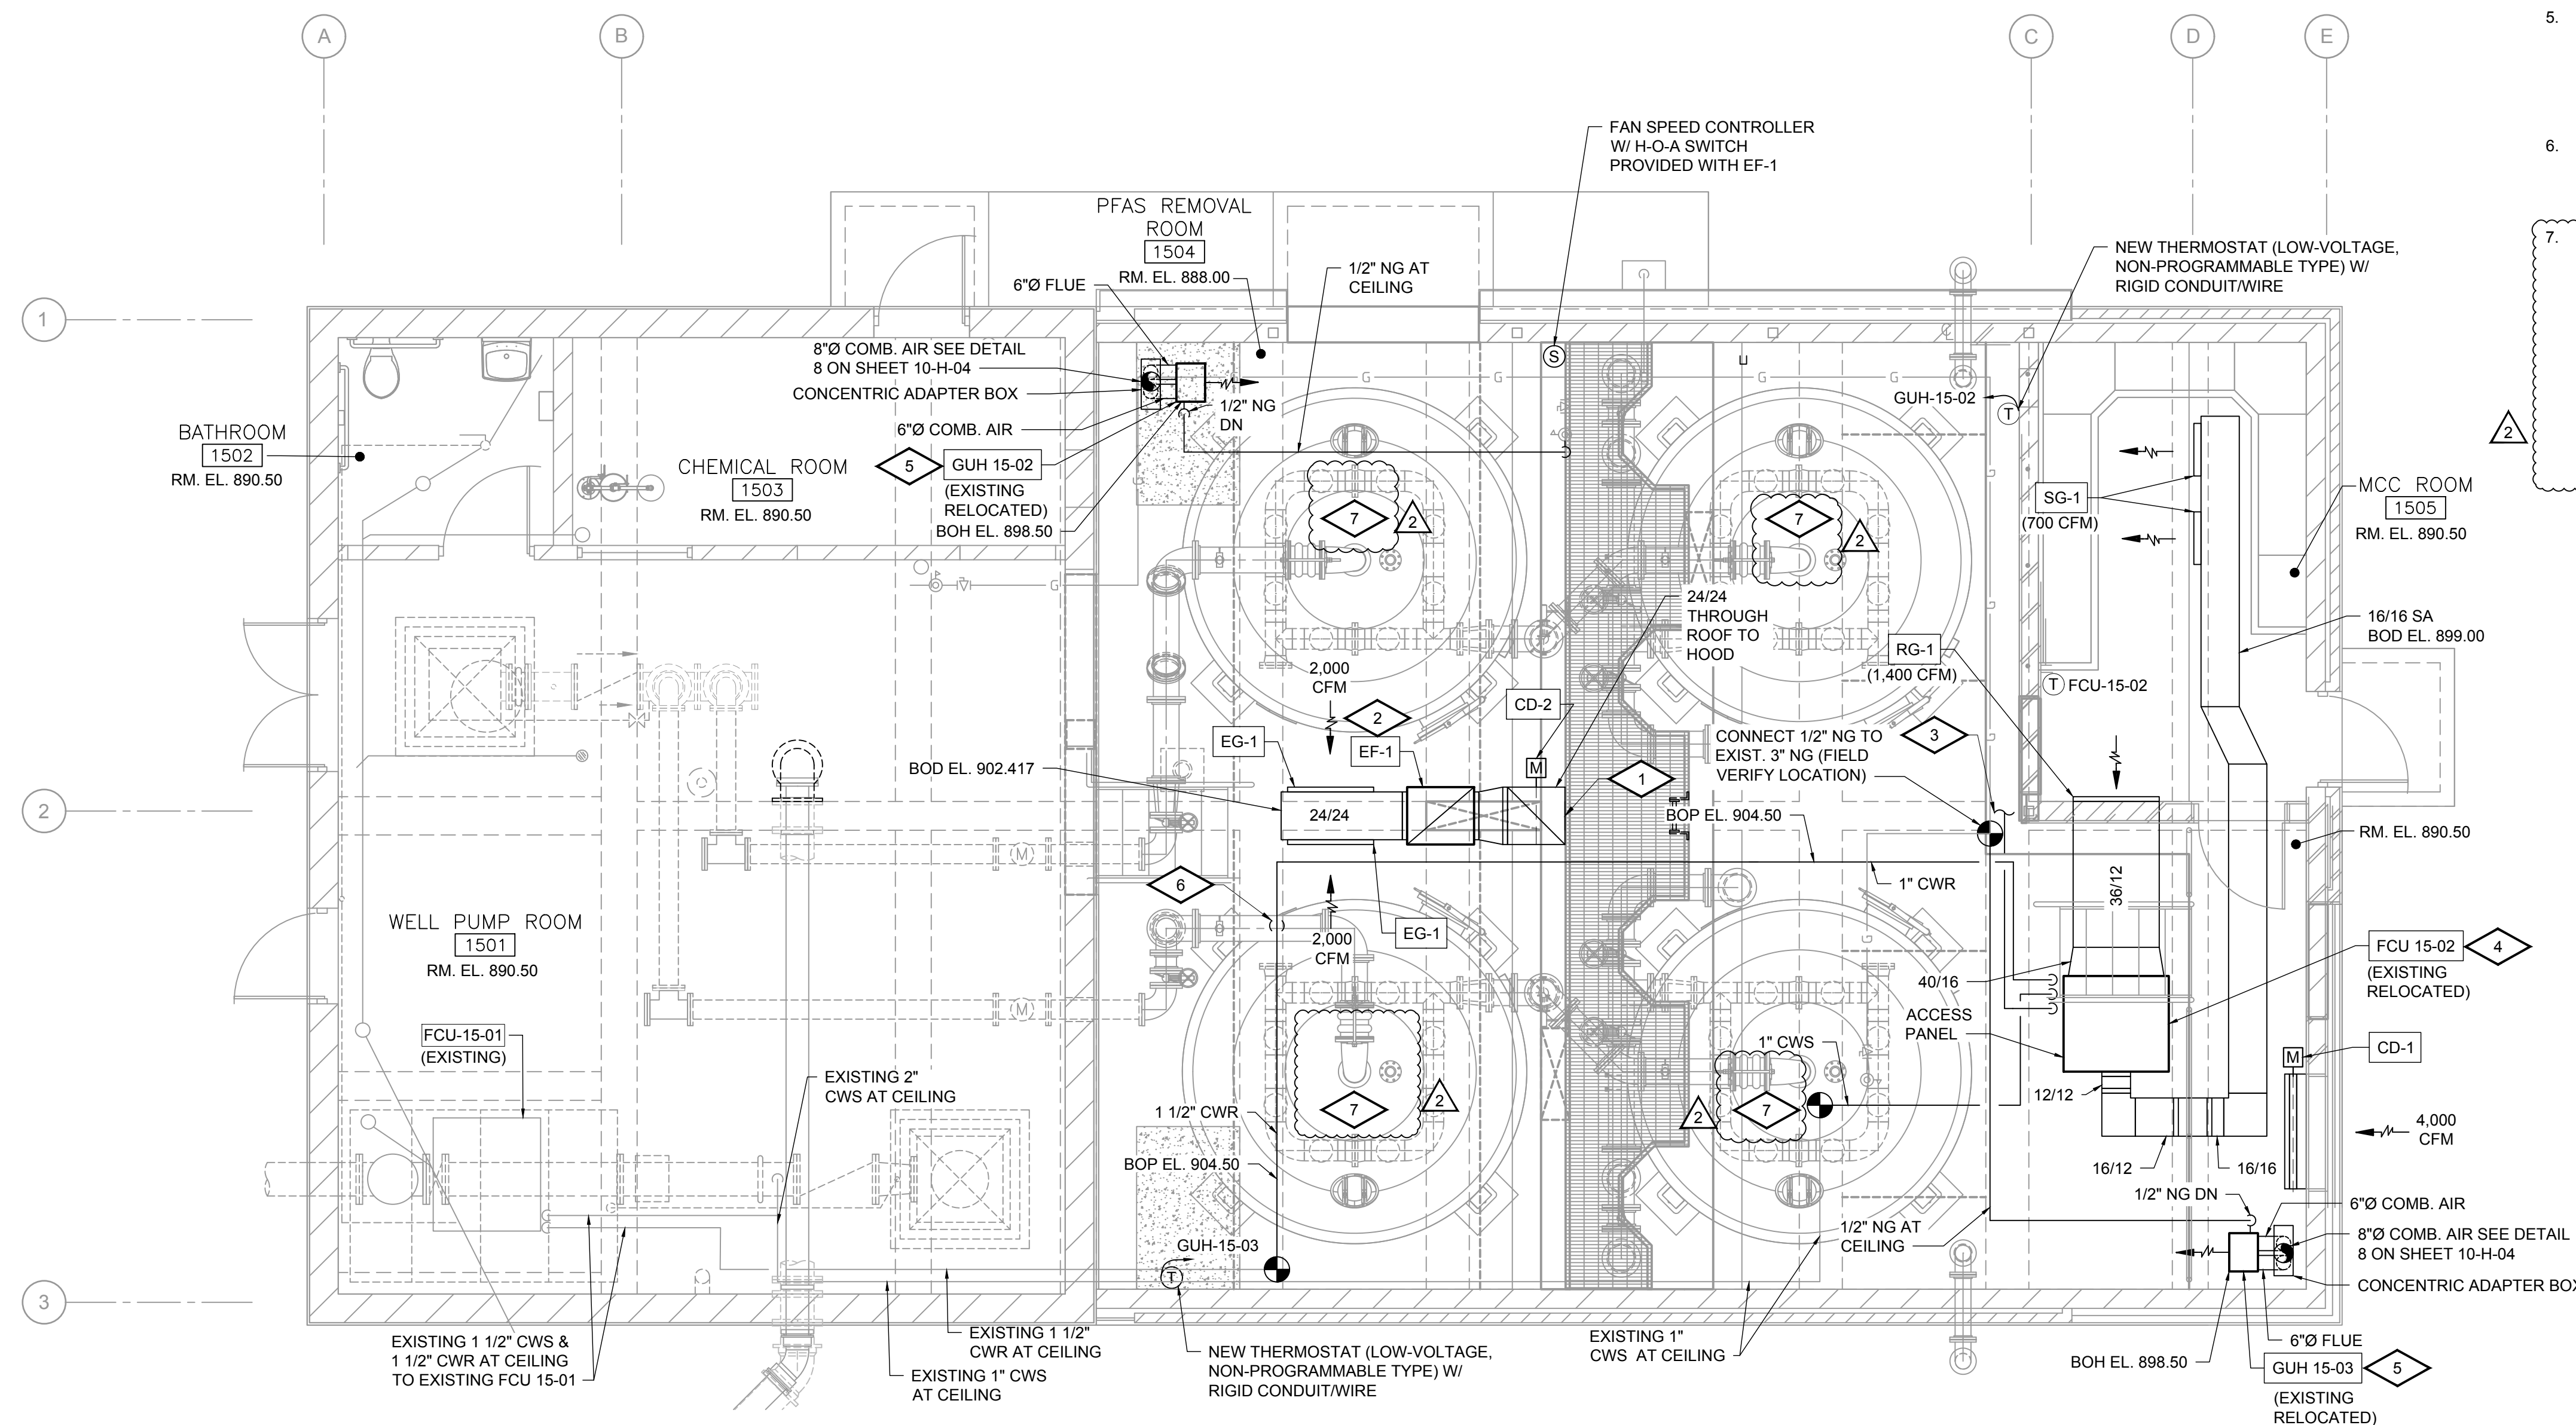 A
B
C
D
E
5.
6.
7.
2
1
2
3
FAN SPEED CONTROLLER
W/ H-O-A SWITCH
PROVIDED WITH EF-1
PFAS REMOVAL
ROOM
1504
RM. EL. 888.00
6"Ø FLUE
1/2" NG AT
CEILING
NEW THERMOSTAT (LOW-VOLTAGE,
NON-PROGRAMMABLE TYPE) W/
RIGID CONDUIT/WIRE
8"Ø COMB. AIR SEE DETAIL
8 ON SHEET 10-H-04
CONCENTRIC ADAPTER BOX
6"Ø COMB. AIR
1/2" NG
DN
5
GUH 15-02
(EXISTING
RELOCATED)
BOH EL. 898.50
S
G
G
G
G
GUH-15-02
T
BATHROOM
1502
RM. EL. 890.50
CHEMICAL ROOM
1503
RM. EL. 890.50
7
2
7
2
SG-1
(700 CFM)
MCC ROOM
1505
RM. EL. 890.50
16/16 SA
BOD EL. 899.00
24/24
THROUGH
ROOF TO
HOOD
RG-1
(1,400 CFM)
T FCU-15-02
2,000
CFM
2
CD-2
EG-1
EF-1
M
BOD EL. 902.417
24/24
1
CONNECT 1/2" NG TO
EXIST. 3" NG (FIELD
VERIFY LOCATION)
3
BOP EL. 904.50
RM. EL. 890.50
M
1" CWR
36/12
6
2,000
CFM
EG-1
WELL PUMP ROOM
1501
RM. EL. 890.50
FCU 15-02
4
(EXISTING
RELOCATED)
40/16
ACCESS
PANEL
M
FCU-15-01
(EXISTING)
1" CWS
M
CD-1
EXISTING 2"
CWS AT CEILING
7
2
2
7
12/12
1 1/2" CWR
4,000
CFM
BOP EL. 904.50
16/12
16/16
1/2" NG DN
6"Ø COMB. AIR
8"Ø COMB. AIR SEE DETAIL
8 ON SHEET 10-H-04
CONCENTRIC ADAPTER BOX
1/2" NG AT
CEILING
GUH-15-03
T
EXISTING 1 1/2" CWS &
1 1/2" CWR AT CEILING
TO EXISTING FCU 15-01
EXISTING 1 1/2"
CWR AT CEILING
EXISTING 1" CWS
AT CEILING
NEW THERMOSTAT (LOW-VOLTAGE,
NON-PROGRAMMABLE TYPE) W/
RIGID CONDUIT/WIRE
EXISTING 1"
CWS AT CEILING
6"Ø FLUE
BOH EL. 898.50
GUH 15-03
5
(EXISTING
RELOCATED)